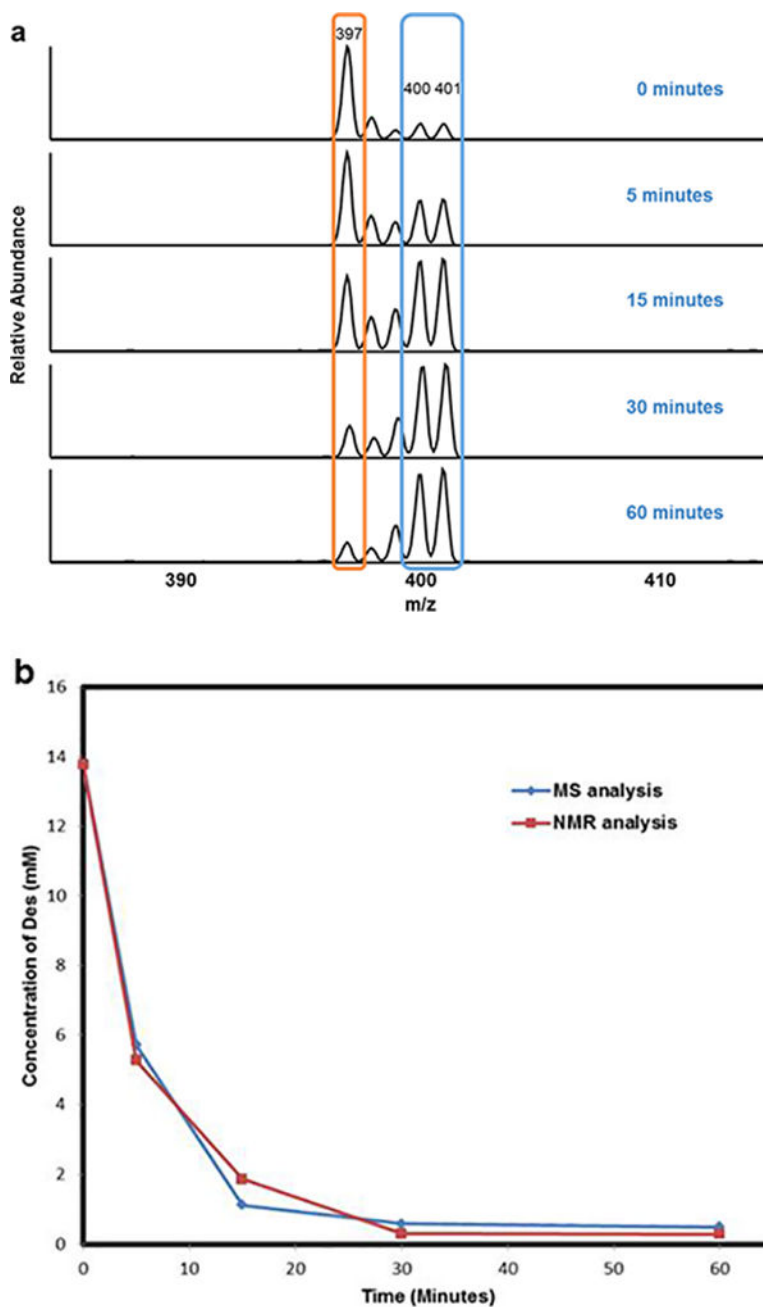 a
397
400 401
0 minutes
5 minutes
15 minutes
30 minutes
60 minutes
Relative Abundance
390 400 410
m/z
b
16
14
12
10
8
6
4
2
0
Concentration of Des (mM)
MS analysis
NMR analysis
0 10 20 30 40 50 60
Time (Minutes)